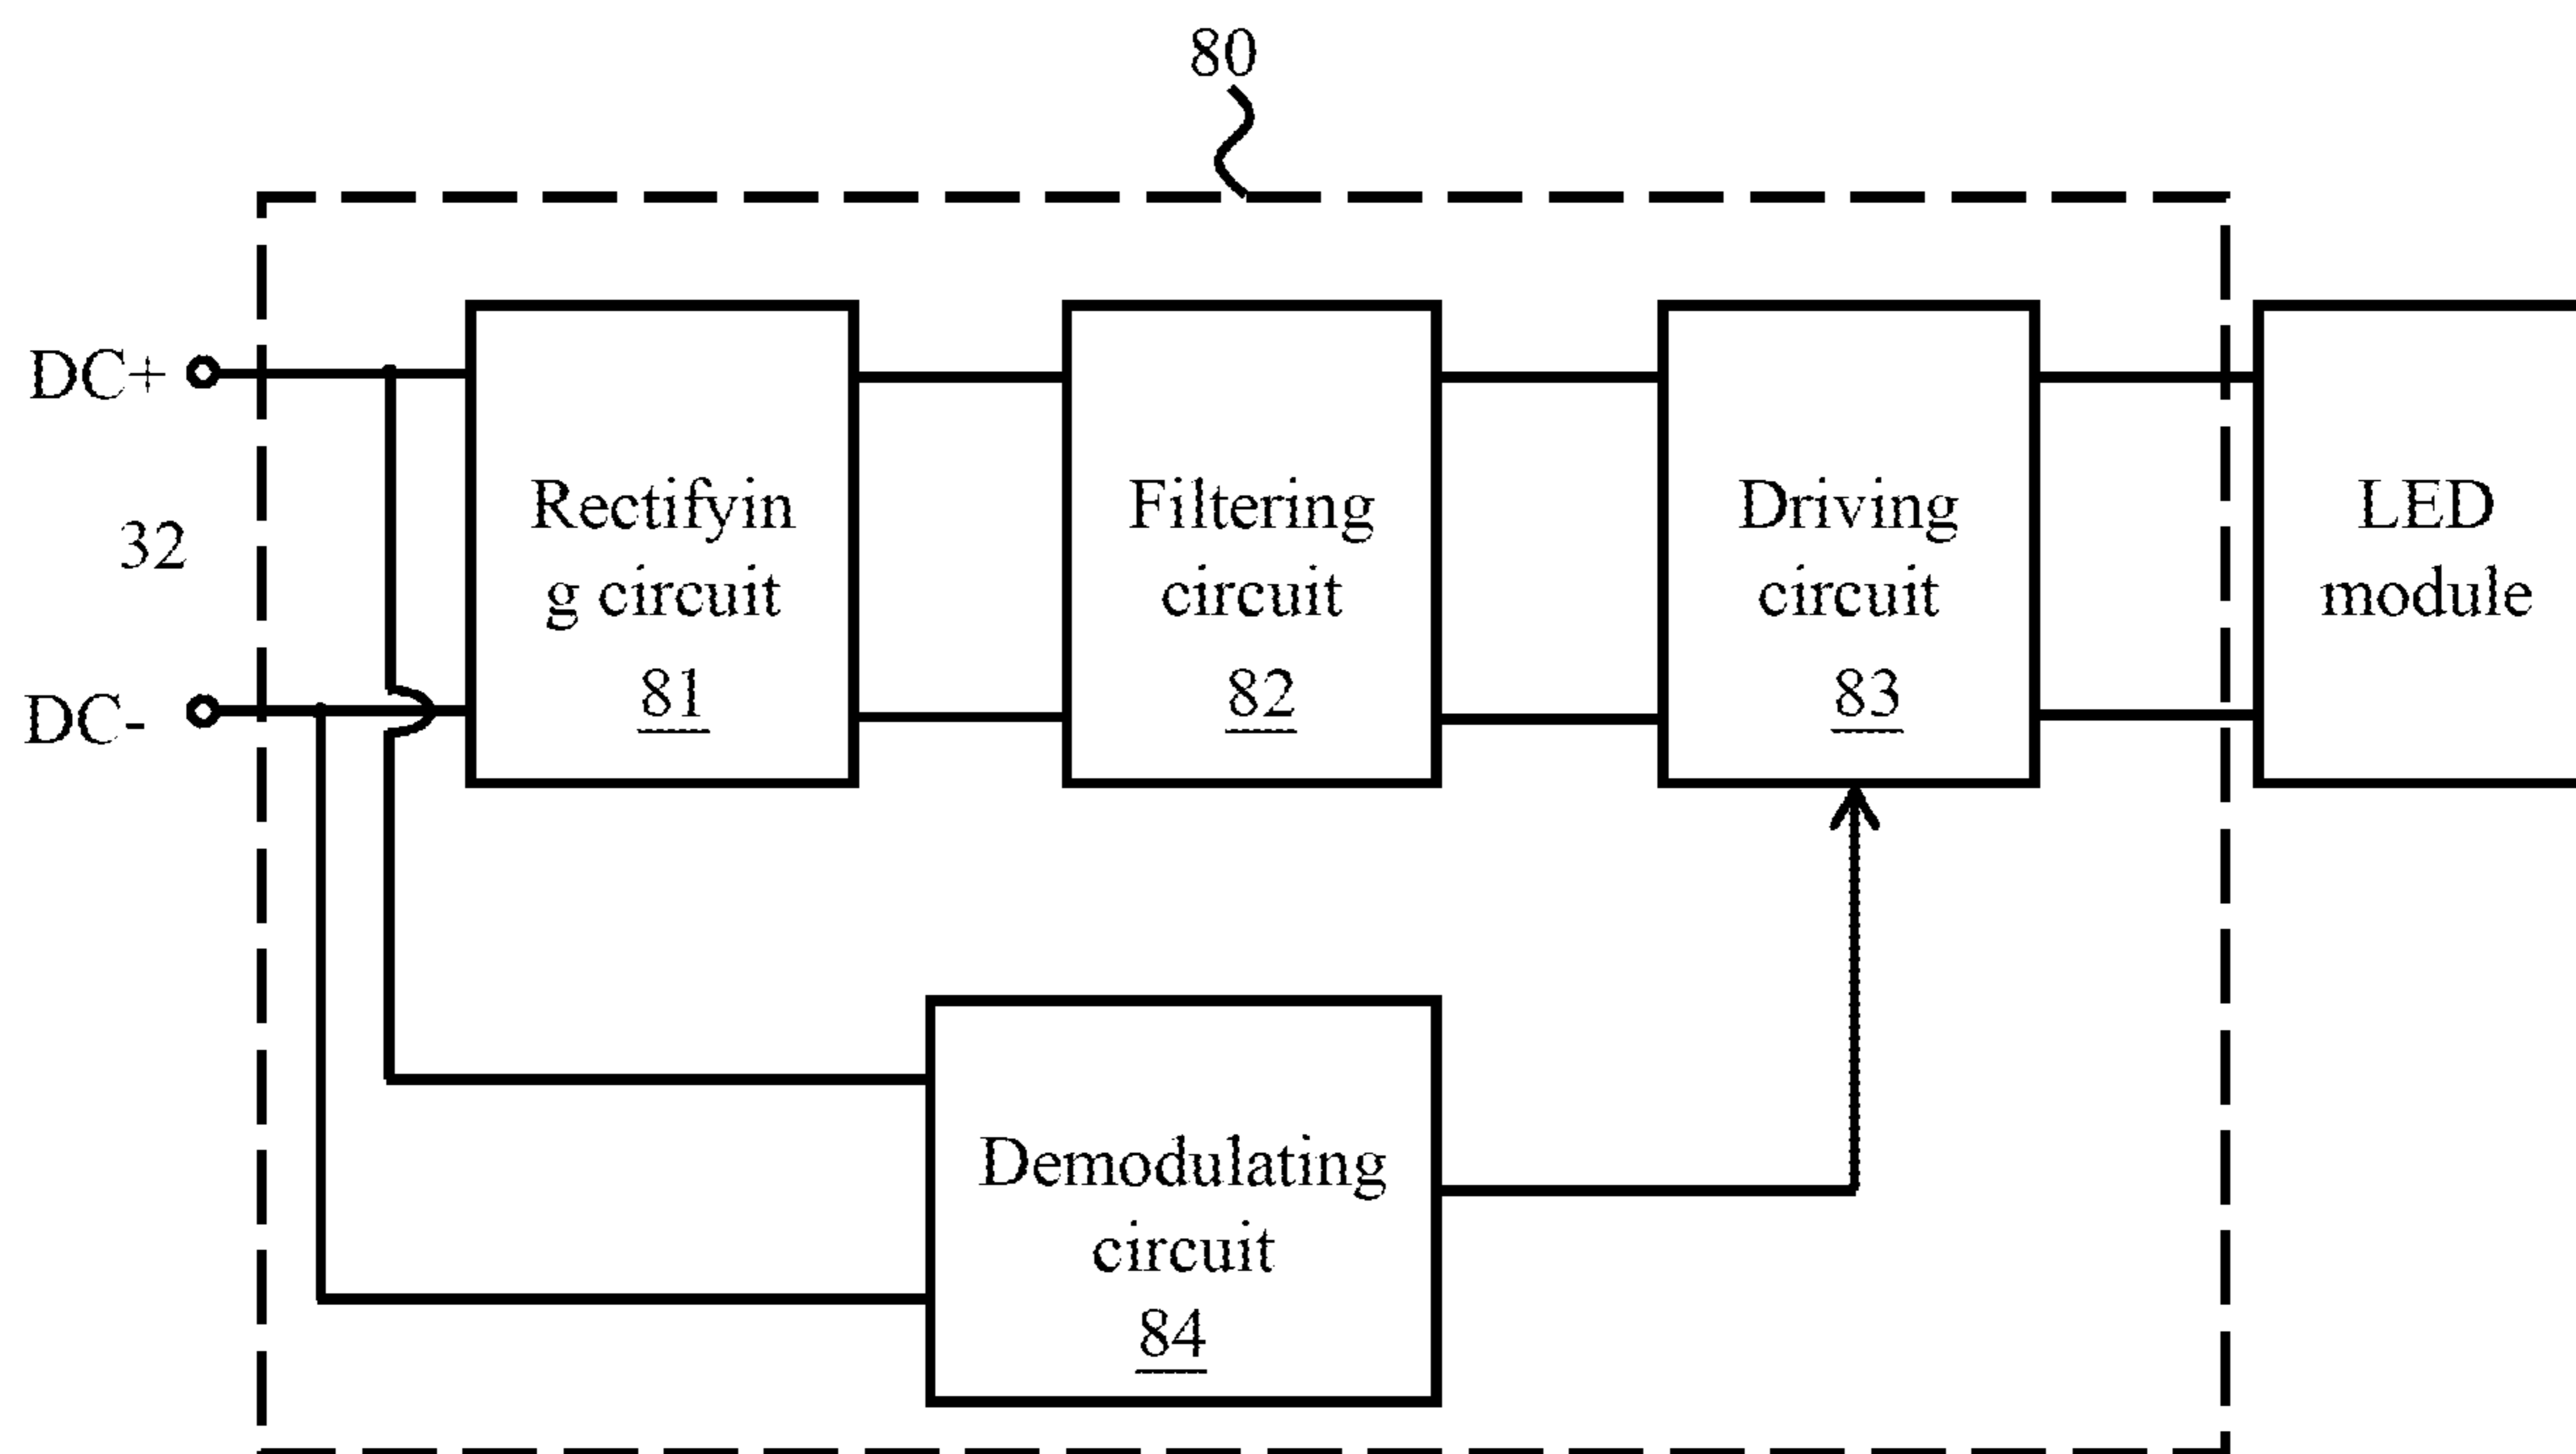 80
DC+
32
DC-
Rectifyin
g circuit
81
Filtering
circuit
82
Driving
circuit
83
LED
module
Demodulating
circuit
84